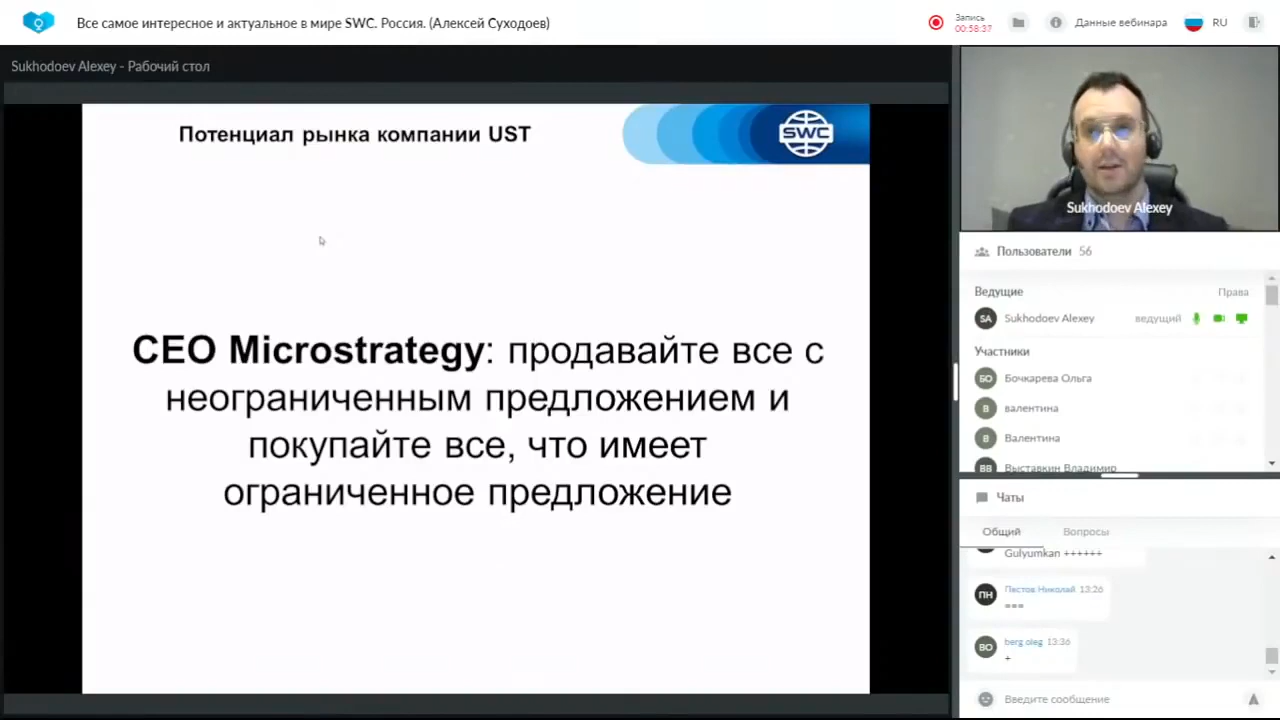 Все самое интересное и актуальное в мире SWC. Россия. (Алексей Суходоев)
Запись
00:58:37
Данные вебинара
RU
Sukhodoev Alexey - Рабочий стол
Потенциал рынка компании UST
SWC
CEO Microstrategy: продавайте все с
неограниченным предложением и
покупайте все, что имеет
ограниченное предложение
Sukhodoev Alexey
Пользователи 56
Ведущие Права
SA Sukhodoev Alexey ведущий
Участники
БО Бочкарева Ольга
В валентина
В Валентина
ВВ Выставкин Владимир
Чаты
Общий Вопросы
Gulyumkan ++++++
ПН Пестов Николай 13:26
===
BO berg oleg 13:36
+
Введите сообщение